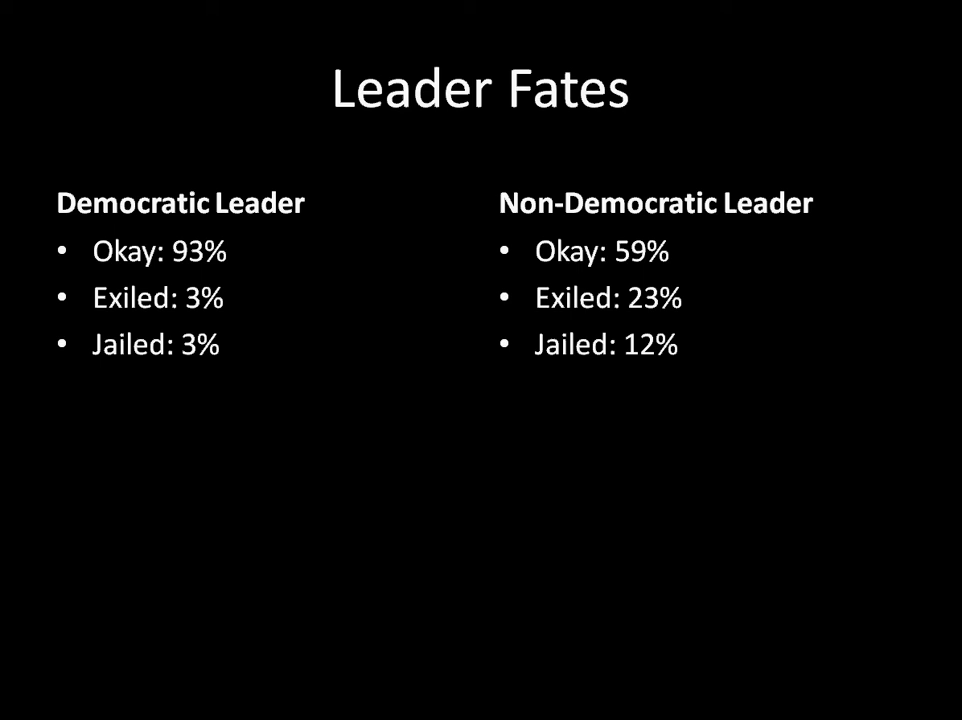 Leader Fates
Democratic Leader
• Okay: 93%
• Exiled: 3%
• Jailed: 3%
Non-Democratic Leader
• Okay: 59%
• Exiled: 23%
• Jailed: 12%